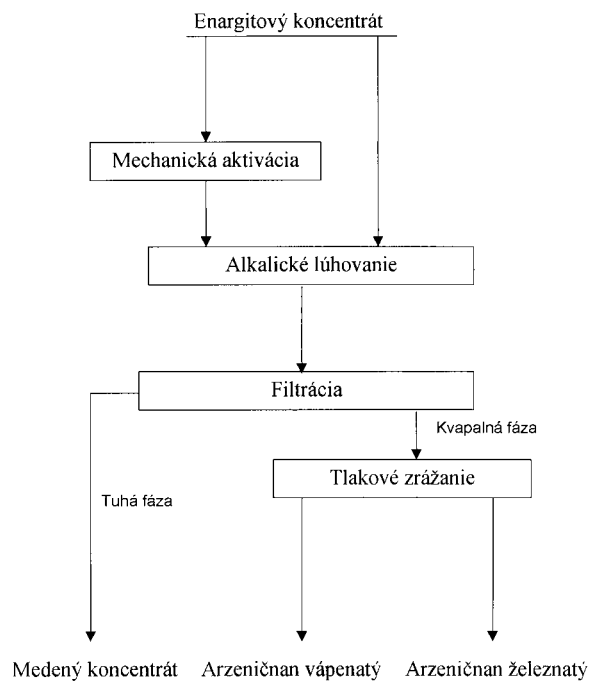 Enargitový koncentrát
Mechanická aktivácia
Alkalické lúhovanie
Filtrácia
Kvapalná fáza
Tlakové zrážanie
Tuhá fáza
Medený koncentrát
Arzeničnan vápenatý
Arzeničnan železnatý